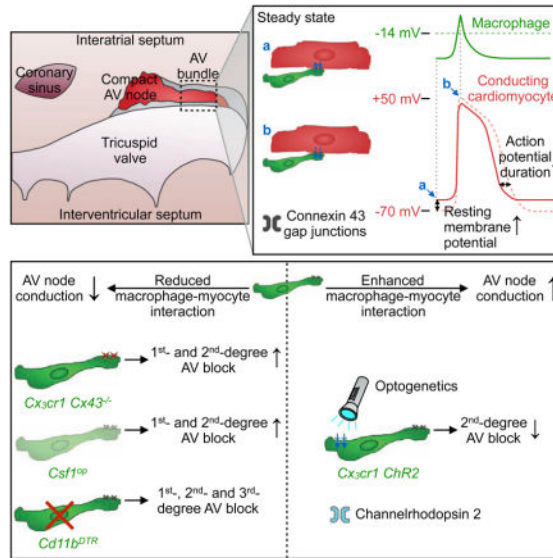 Interatrial septum
Coronary
sinus
Compact
AV node
AV
bundle
Tricuspid
valve
Interventricular septum
Steady state
a
b
Connexin 43
gap junctions
Macrophage
-14 mV
Conducting
cardiomyocyte
+50 mV
b
Action
potential
duration
a
-70 mV
Resting
membrane
potential ↑
AV node
conduction ↓
Reduced
macrophage-myocyte
interaction
Enhanced
macrophage-myocyte
interaction
AV node
conduction ↑
Cx3cr1 Cx43-/-
1st- and 2nd-degree
AV block ↑
Csf1op
1st- and 2nd-degree
AV block ↑
Cd11bDTR
1st-, 2nd- and 3rd-
degree AV block
Optogenetics
Cx3cr1 ChR2
2nd-degree
AV block ↓
Channelrhodopsin 2